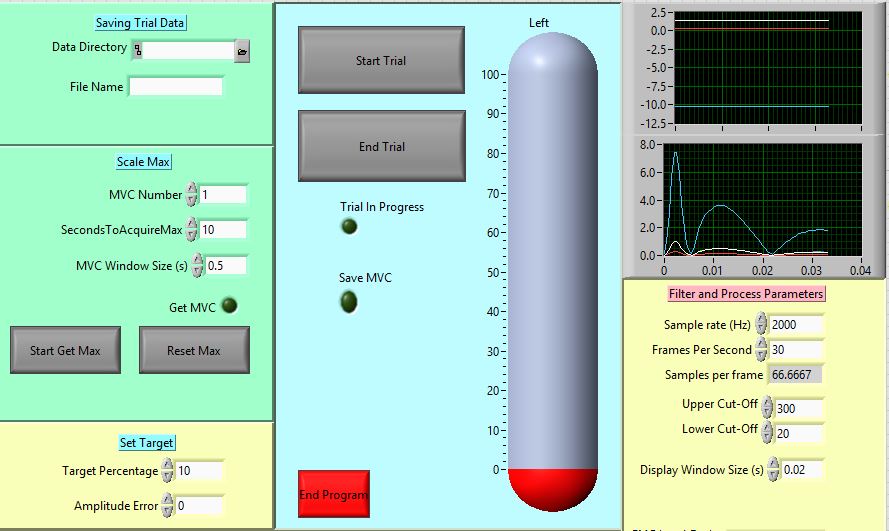 Saving Trial Data
Data Directory
File Name
Scale Max
MVC Number 1
SecondsToAcquireMax 10
MVC Window Size (s) 0.5
Get MVC
Start Get Max Reset Max
Set Target
Target Percentage 10
Amplitude Error 0
Start Trial
End Trial
Trial In Progress
Save MVC
End Program
Left
100
90
80
70
60
50
40
30
20
10
0
2.5
0.0
-2.5
-5.0
-7.5
-10.0
-12.5
8.0
6.0
4.0
2.0
0.0
0 0.01 0.02 0.03 0.04
Filter and Process Parameters
Sample rate (Hz) 2000
Frames Per Second 30
Samples per frame 66.6667
Upper Cut-Off 300
Lower Cut-Off 20
Display Window Size (s) 0.02